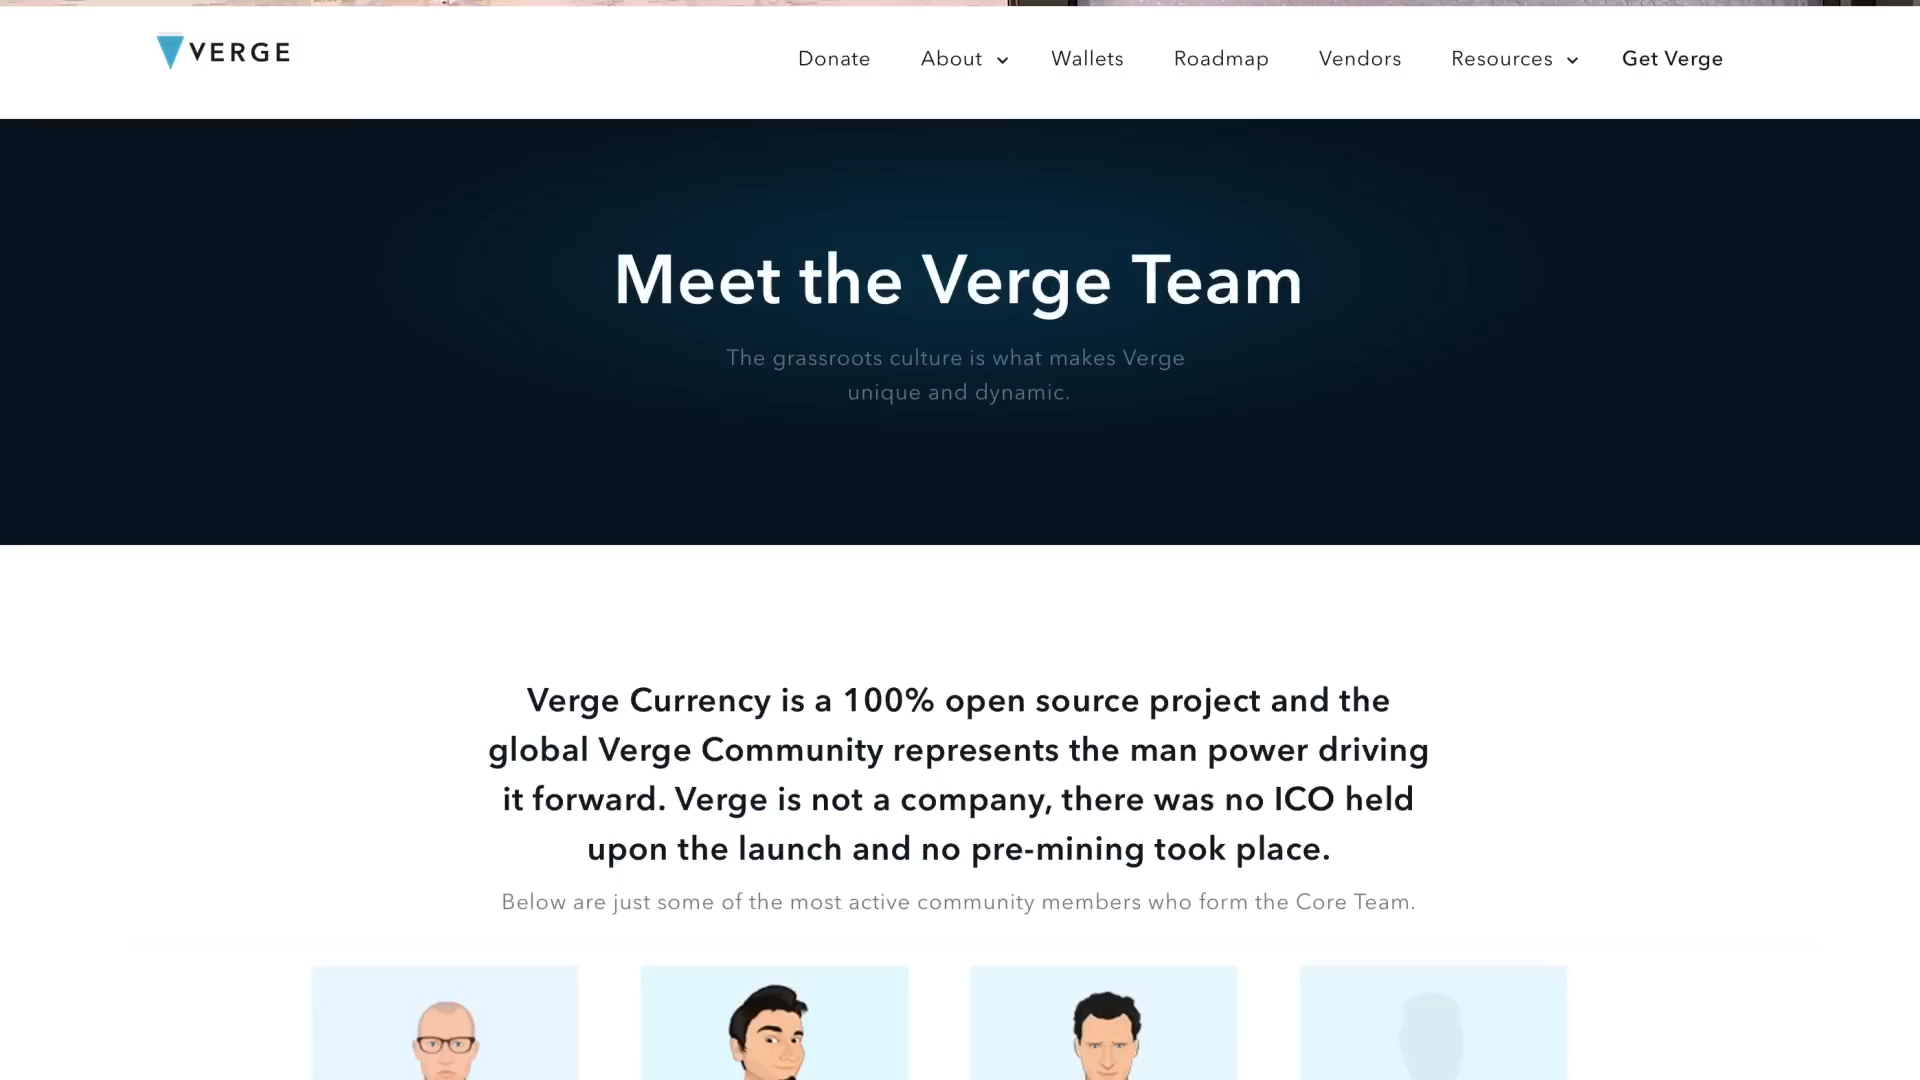 VERGE
Donate
About
Wallets
Roadmap
Vendors
Resources
Get Verge
Meet the Verge Team
The grassroots culture is what makes Verge
unique and dynamic.
Verge Currency is a 100% open source project and the
global Verge Community represents the man power driving
it forward. Verge is not a company, there was no ICO held
upon the launch and no pre-mining took place.
Below are just some of the most active community members who form the Core Team.